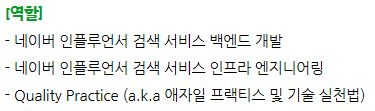 [역할]
- 네이버 인플루언서 검색 서비스 백엔드 개발
- 네이버 인플루언서 검색 서비스 인프라 엔지니어링
- Quality Practice (a.k.a 애자일 프랙티스 및 기술 실천법)